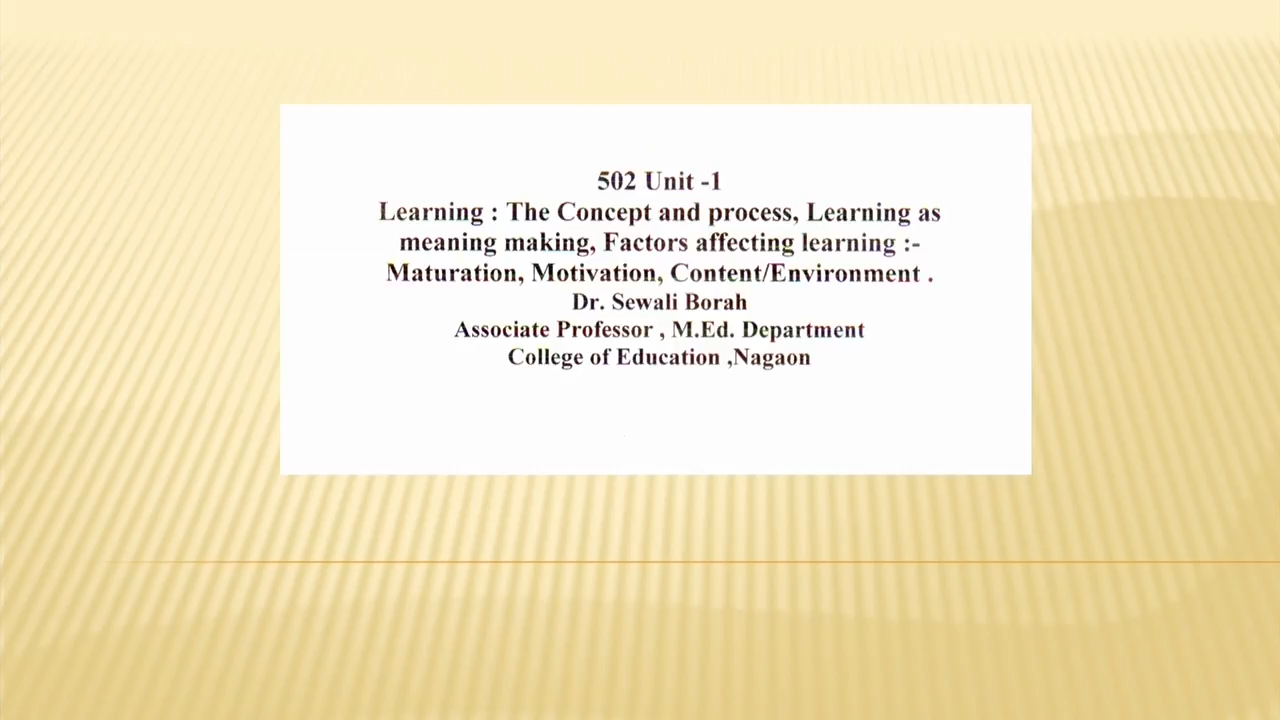 502 Unit -1
Learning : The Concept and process, Learning as
meaning making, Factors affecting learning :-
Maturation, Motivation, Content/Environment .
Dr. Sewali Borah
Associate Professor , M.Ed. Department
College of Education ,Nagaon